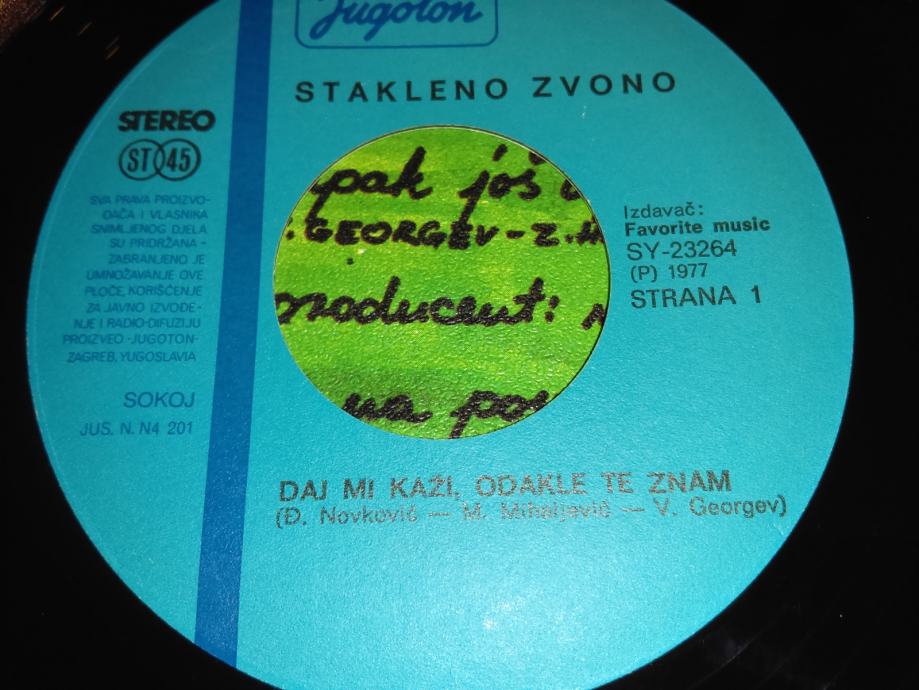 Jugoton
STAKLENO ZVONO
STEREO
ST 45
SVA PRAVA PROIZVO-
ĐAČA I VLASNIKA
SNIMLJENOG DJELA
SU PRIDRŽANA -
ZABRANJENO JE
UMNOŽAVANJE OVE
PLOČE, KORIŠĆENJE
ZA JAVNO IZVOĐE-
NJE I RADIO-DIFUZIJU
PROIZVEO -JUGOTON-
ZAGREB, YUGOSLAVIA
SOKOJ
JUS. N. N4 201
pak još
. GEORGEV - Z.
producent:
na
Izdavač:
Favorite music
SY-23264
(P) 1977
STRANA 1
DAJ MI KAŽI, ODAKLE TE ZNAM
(Đ. Novković — M. Mihaljević — V. Georgev)